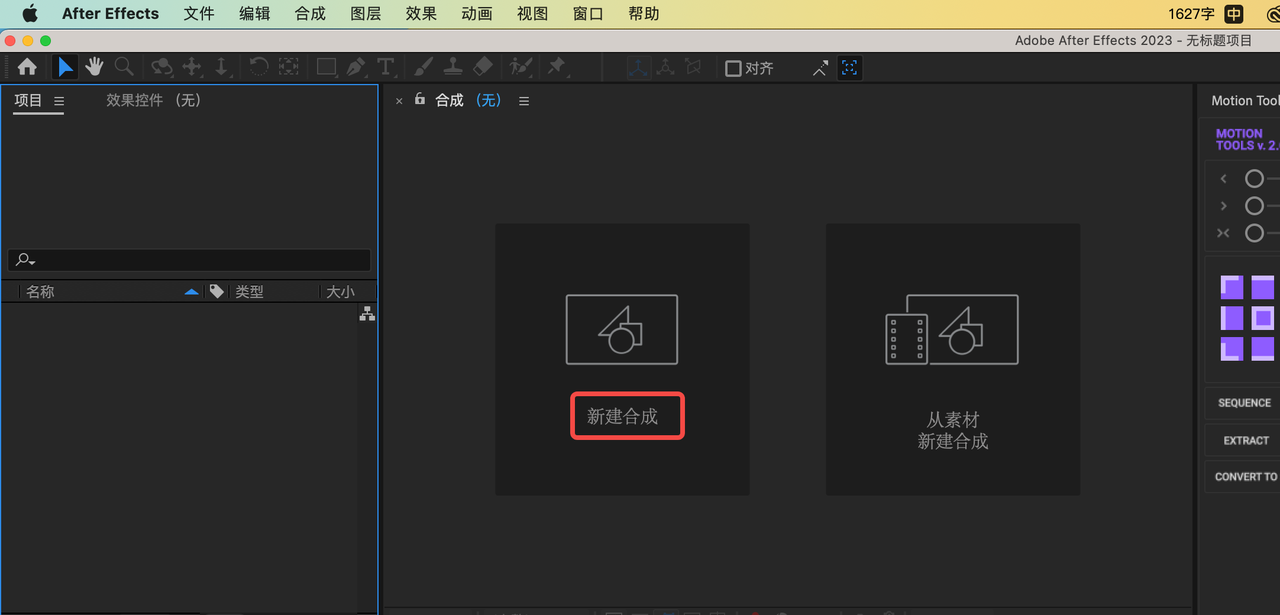 After Effects 文件 编辑 合成 图层 效果 动画 视图 窗口 帮助 1627字 中
Adobe After Effects 2023 - 无标题项目
对齐
项目 效果控件 (无)
× 合成 (无)
Motion Tool
MOTION
TOOLS v. 2.
名称 类型 大小
新建合成
从素材
新建合成
SEQUENCE
EXTRACT
CONVERT TO